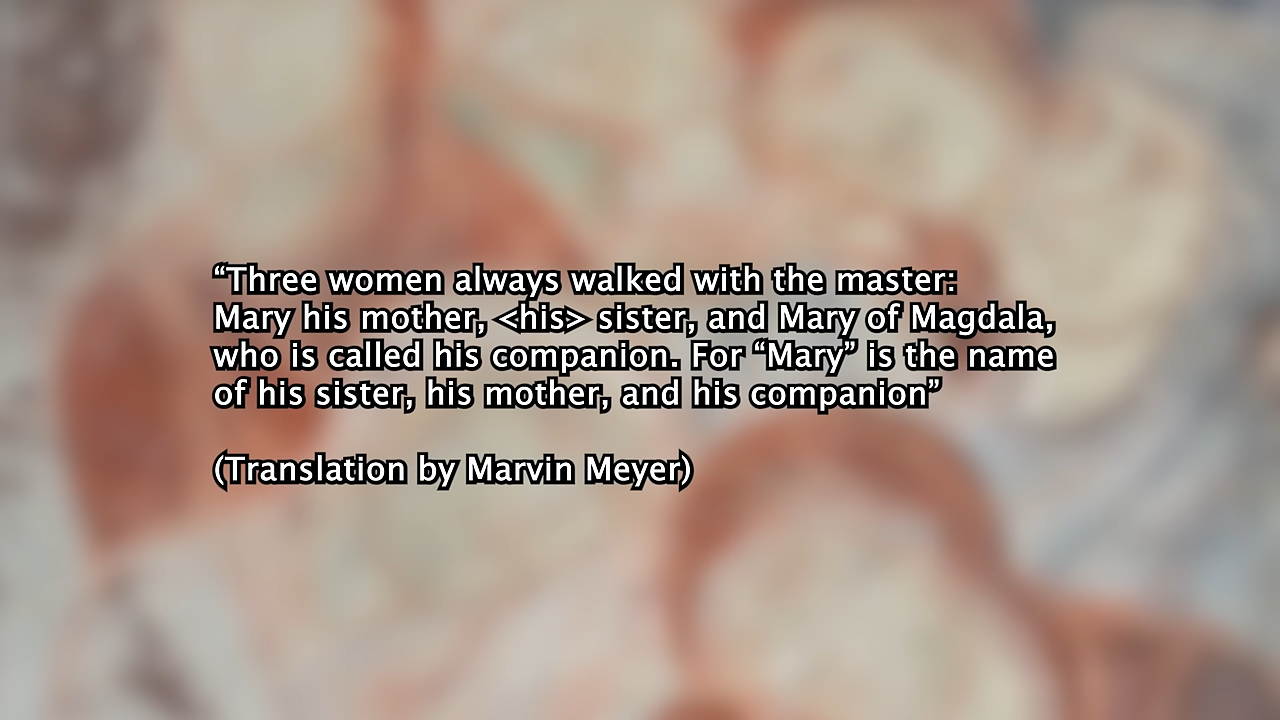 “Three women always walked with the master:
Mary his mother, <his> sister, and Mary of Magdala,
who is called his companion. For “Mary” is the name
of his sister, his mother, and his companion”
(Translation by Marvin Meyer)